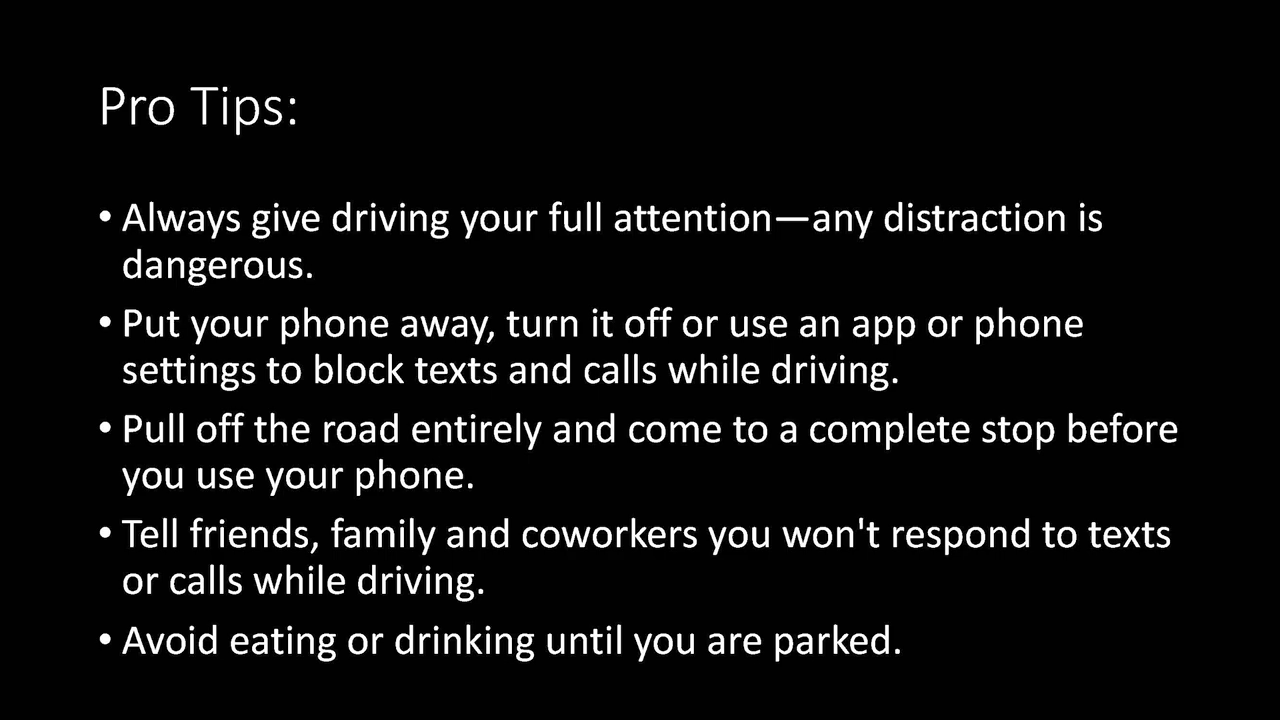 Pro Tips:
• Always give driving your full attention—any distraction is
dangerous.
• Put your phone away, turn it off or use an app or phone
settings to block texts and calls while driving.
• Pull off the road entirely and come to a complete stop before
you use your phone.
• Tell friends, family and coworkers you won't respond to texts
or calls while driving.
• Avoid eating or drinking until you are parked.